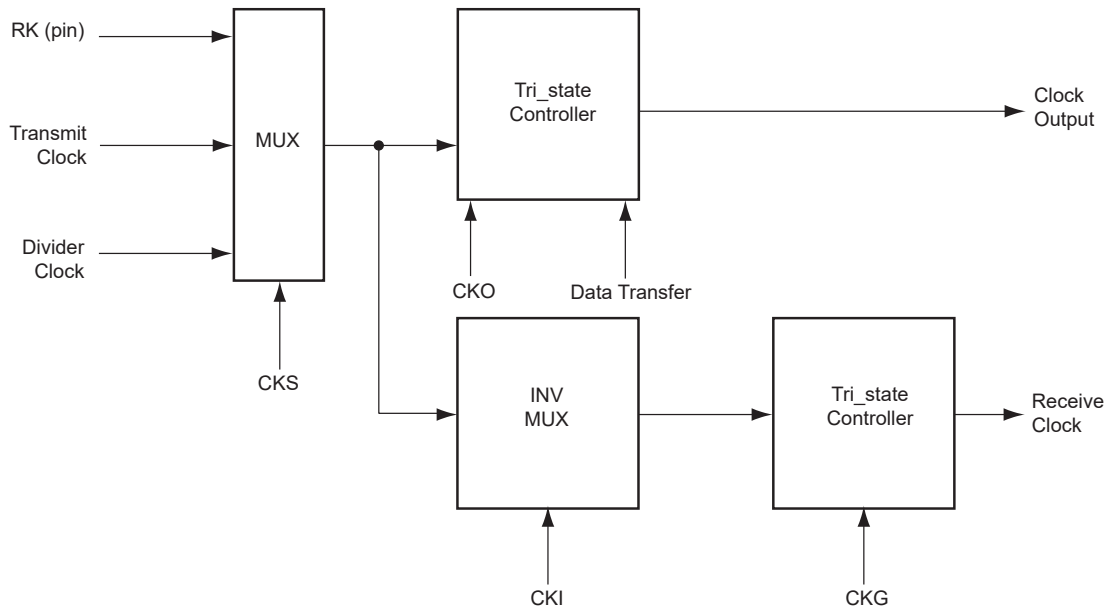 RK (pin)
Transmit
Clock
Divider
Clock
MUX
CKS
Tri_state
Controller
CKO
Data Transfer
Clock
Output
INV
MUX
CKI
Tri_state
Controller
CKG
Receive
Clock